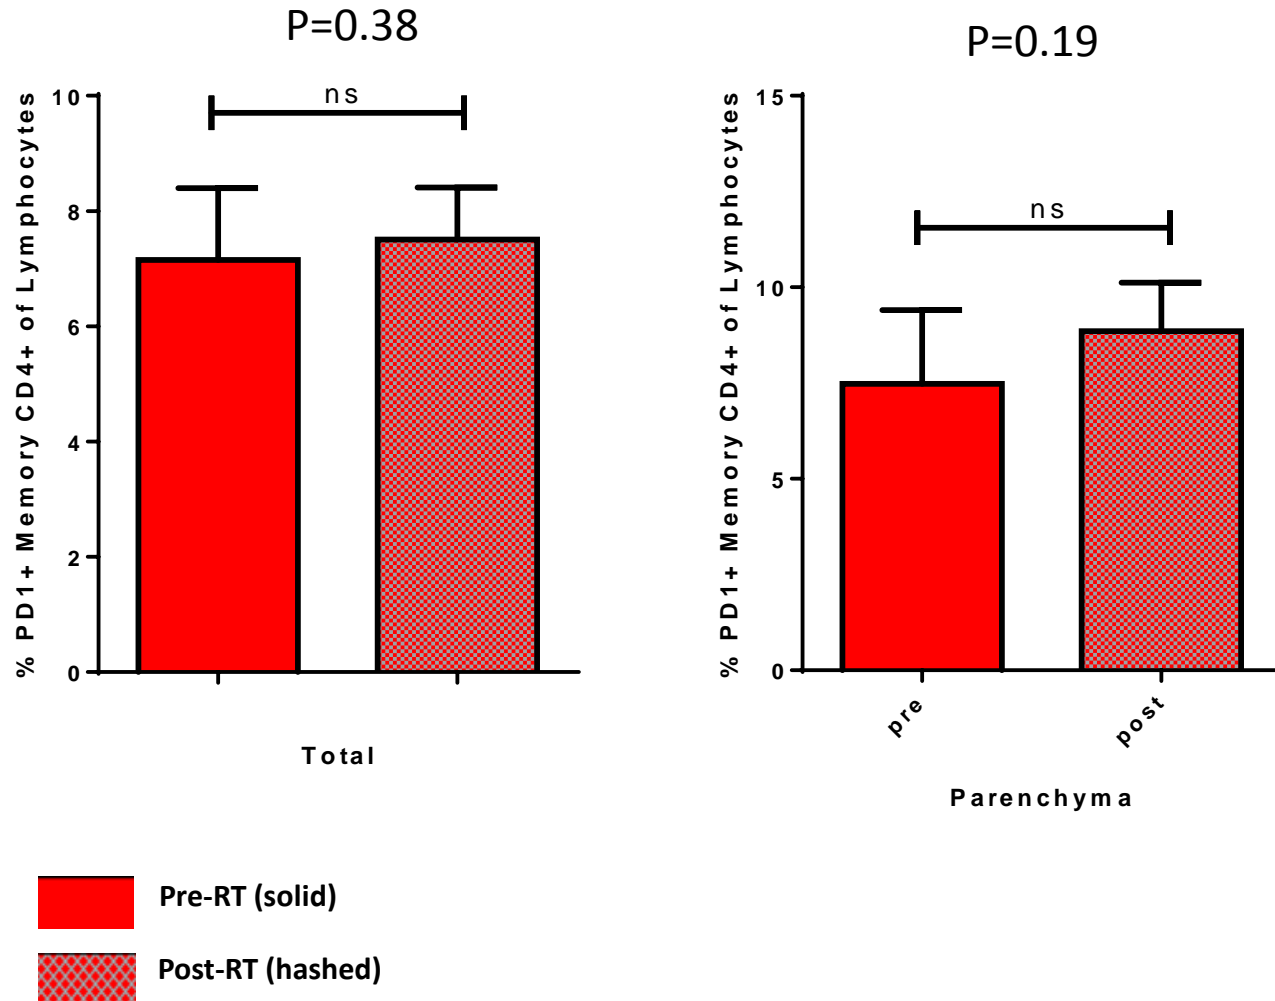 P=0.38
% PD1+ Memory CD4+ of Lymphocytes
10
8
6
4
2
0
ns
Total
P=0.19
% PD1+ Memory CD4+ of Lymphocytes
15
10
5
0
ns
pre
post
Parenchyma
Pre-RT (solid)
Post-RT (hashed)